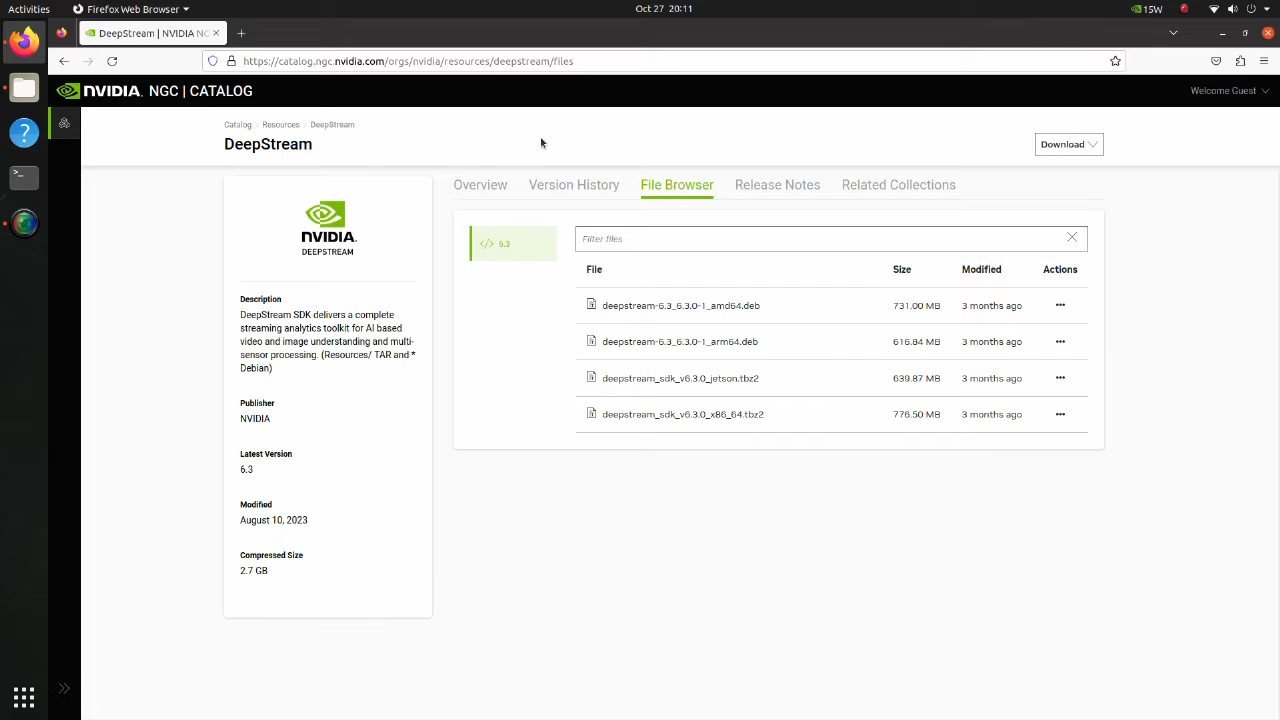 Activities
Firefox Web Browser
Oct 27 20:11
15W
DeepStream | NVIDIA NG
https://catalog.ngc.nvidia.com/orgs/nvidia/resources/deepstream/files
NVIDIA. NGC | CATALOG
Welcome Guest
Catalog
Resources
DeepStream
DeepStream
Download
Overview
Version History
File Browser
Release Notes
Related Collections
NVIDIA.
DEEPSTREAM
Description
DeepStream SDK delivers a complete
streaming analytics toolkit for AI based
video and image understanding and multi-
sensor processing. (Resources/ TAR and *
Debian)
Publisher
NVIDIA
Latest Version
6.3
Modified
August 10, 2023
Compressed Size
2.7 GB
</> 6.3
Filter files
File Size Modified Actions
deepstream-6.3_6.3.0-1_amd64.deb 731.00 MB 3 months ago •••
deepstream-6.3_6.3.0-1_arm64.deb 616.84 MB 3 months ago •••
deepstream_sdk_v6.3.0_jetson.tbz2 639.87 MB 3 months ago •••
deepstream_sdk_v6.3.0_x86_64.tbz2 776.50 MB 3 months ago •••